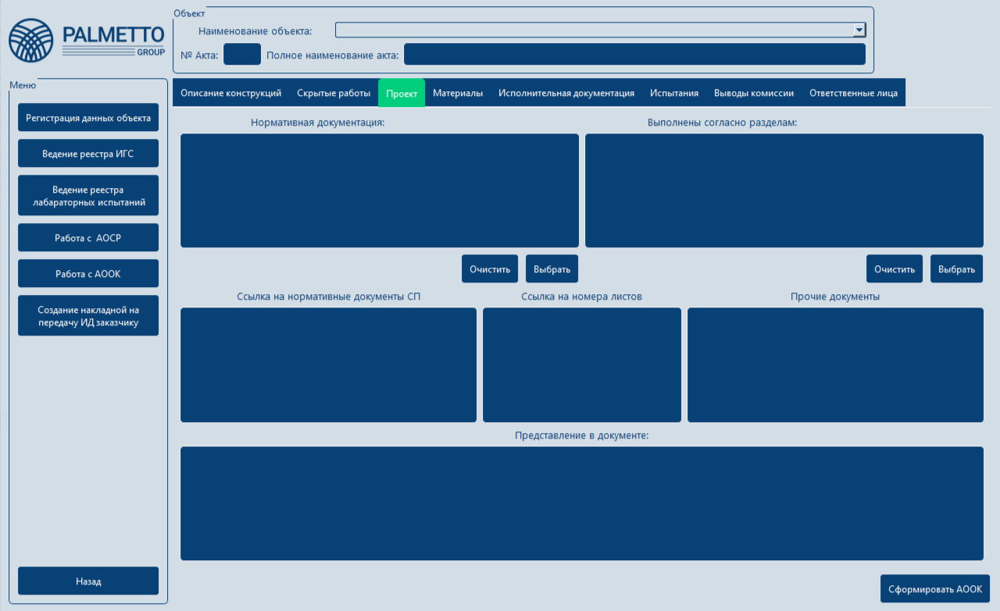 PALMETTO
GROUP
Объект
Наименование объекта:
№ Акта:
Полное наименование акта:
Меню
Регистрация данных объекта
Ведение реестра ИГС
Ведение реестра
лабараторных испытаний
Работа с  АОСР
Работа с АООК
Создание накладной на
передачу ИД заказчику
Назад
Описание конструкций
Скрытые работы
Проект
Материалы
Исполнительная документация
Испытания
Выводы комиссии
Ответственные лица
Нормативная документация:
Выполнены согласно разделам:
Очистить
Выбрать
Очистить
Выбрать
Ссылка на нормативные документы СП
Ссылка на номера листов
Прочие документы
Представление в документе:
Сформировать АООК